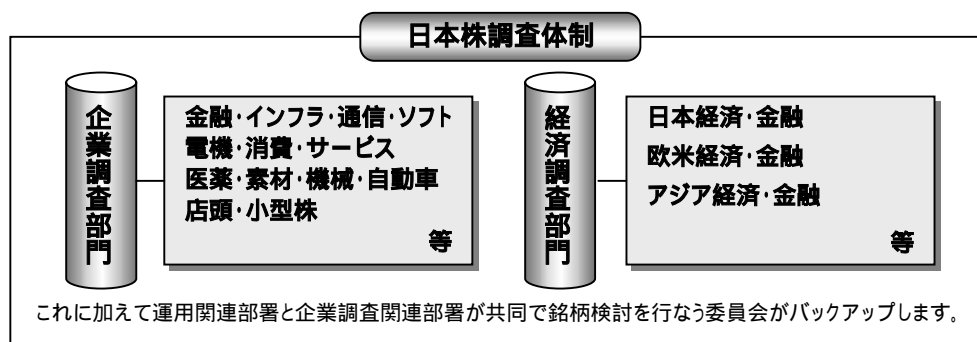 日本株調査体制
企業調査部門
金融・インフラ・通信・ソフト
電機・消費・サービス
医薬・素材・機械・自動車
店頭・小型株
等
経済調査部門
日本経済・金融
欧米経済・金融
アジア経済・金融
等
これに加えて運用関連部署と企業調査関連部署が共同で銘柄検討を行なう委員会がバックアップします。